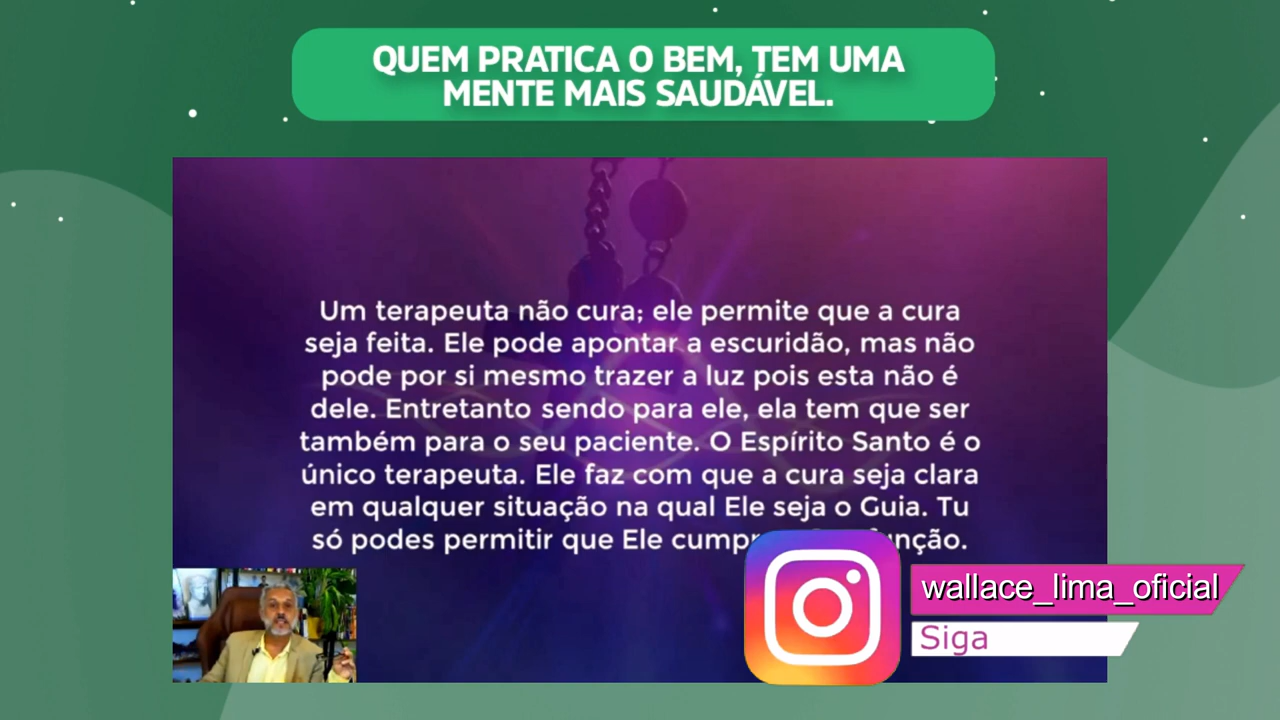 QUEM PRATICA O BEM, TEM UMA
MENTE MAIS SAUDÁVEL.
Um terapeuta não cura; ele permite que a cura
seja feita. Ele pode apontar a escuridão, mas não
pode por si mesmo trazer a luz pois esta não é
dele. Entretanto sendo para ele, ela tem que ser
também para o seu paciente. O Espírito Santo é o
único terapeuta. Ele faz com que a cura seja clara
em qualquer situação na qual Ele seja o Guia. Tu
só podes permitir que Ele
wallace_lima_oficial
Siga